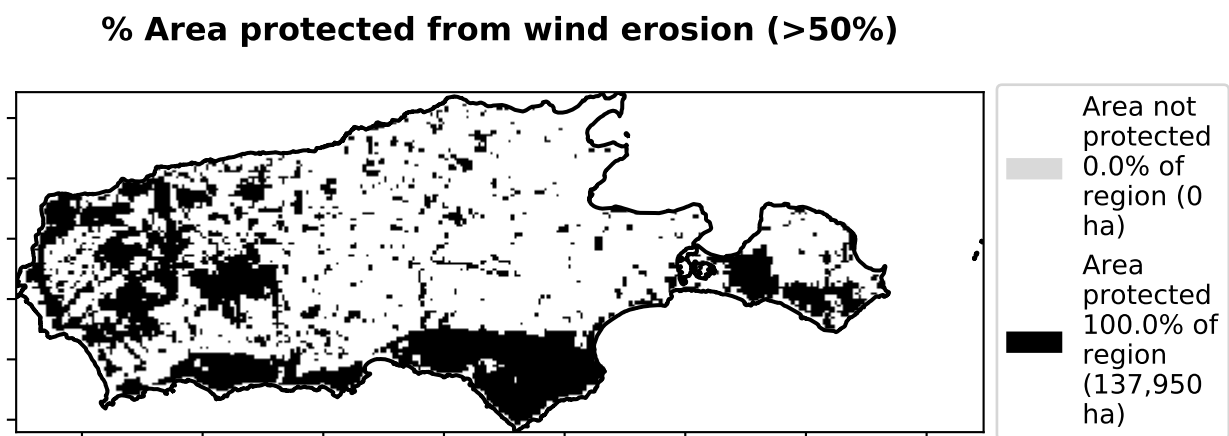 % Area protected from wind erosion (>50%)
Area not
protected
0.0% of
region (0
ha)
Area
protected
100.0% of
region
(137,950
ha)